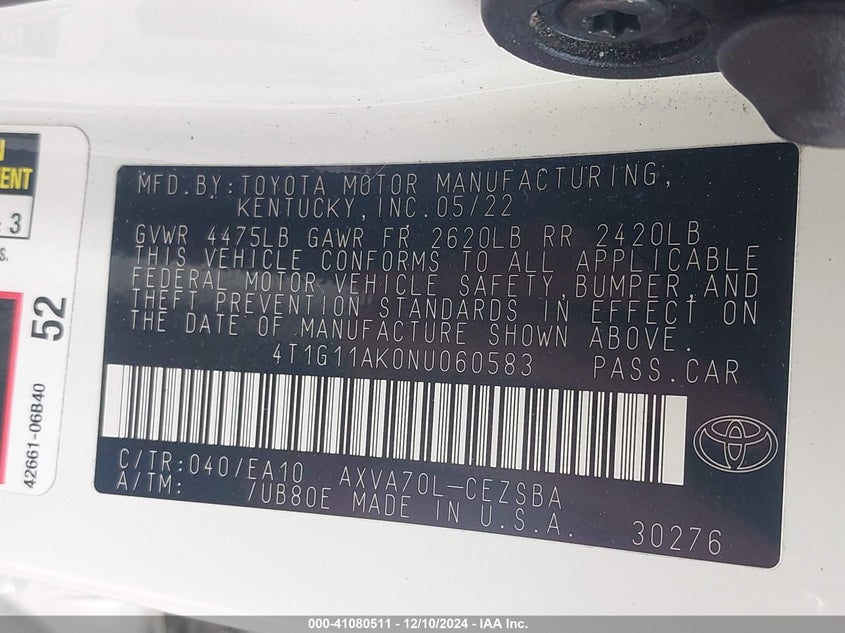 MFD.BY:TOYOTA MOTOR MANUFACTURING,
KENTUCKY,INC.05/22
GVWR 4475LB GAWR FR 2620LB RR 2420LB
THIS VEHICLE CONFORMS TO ALL APPLICABLE
FEDERAL MOTOR VEHICLE SAFETY,BUMPER,AND
THEFT PREVENTION STANDARDS IN EFFECT ON
THE DATE OF MANUFACTURE SHOWN ABOVE.
4T1G11AK0NU060583 PASS.CAR
C/TR:040/EA10 AXVA70L-CEZSBA
A/TM: /UB80E MADE IN U.S.A.
30276
3
52
42661-06B40
000-41080511 - 12/10/2024 - IAA Inc.